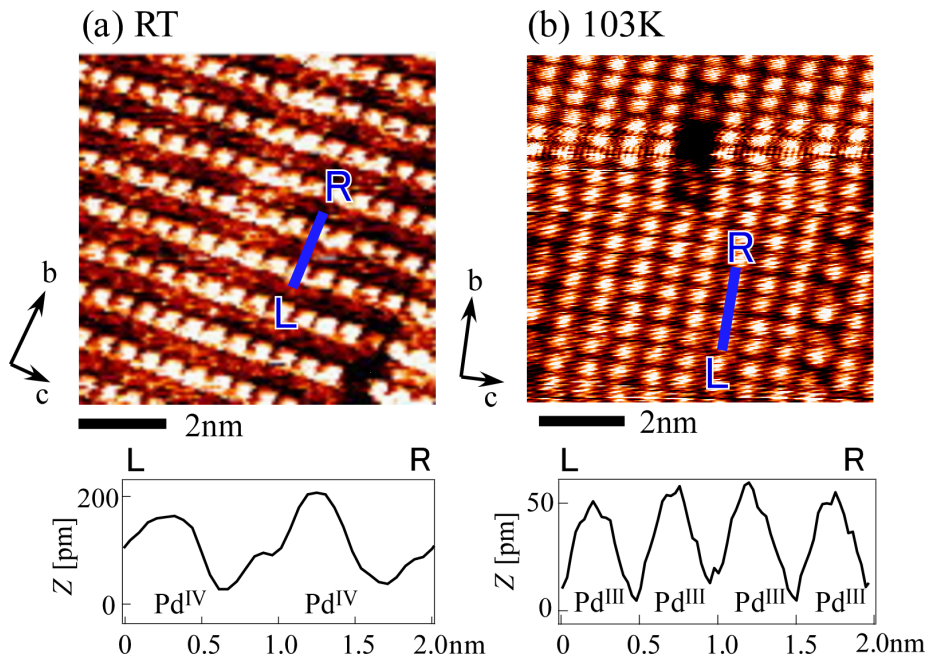 (a) RT
R
L
b
c
2nm
L R
200
0
Z [pm]
Pd^IV Pd^IV
0 0.5 1.0 1.5 2.0nm
(b) 103K
R
L
b
c
2nm
L R
50
0
Z [pm]
Pd^III Pd^III Pd^III Pd^III
0 0.5 1.0 1.5 2.0nm